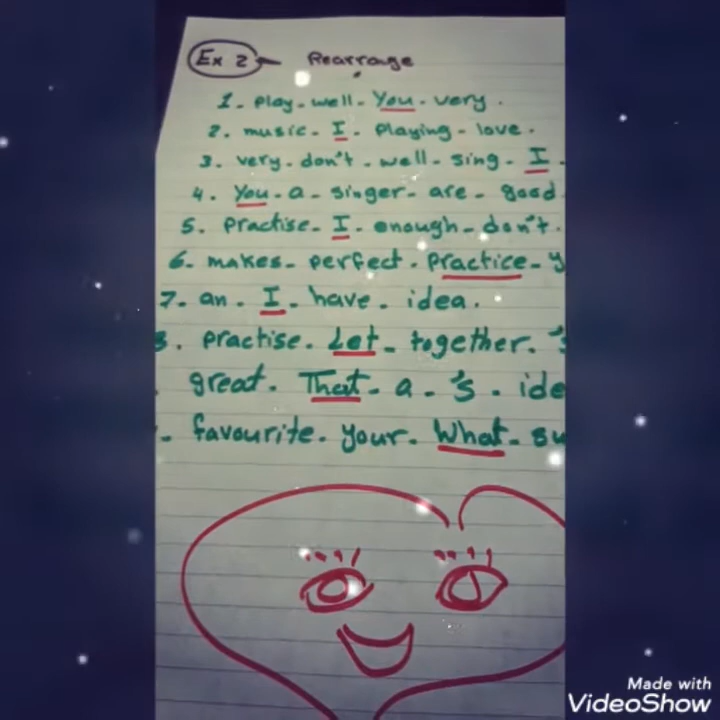 Ex 2 Rearrange
1. play - well - You - very .
2. music - I - playing - love .
3. very - don't - well - sing - I .
4. You - a - singer - are - good
5. practise - I - enough - don't .
6. makes - perfect - practice -
7. an - I - have - idea .
practise - Let - together - 's
great - That - a - 's -
favourite - your - What -
Made with
VideoShow